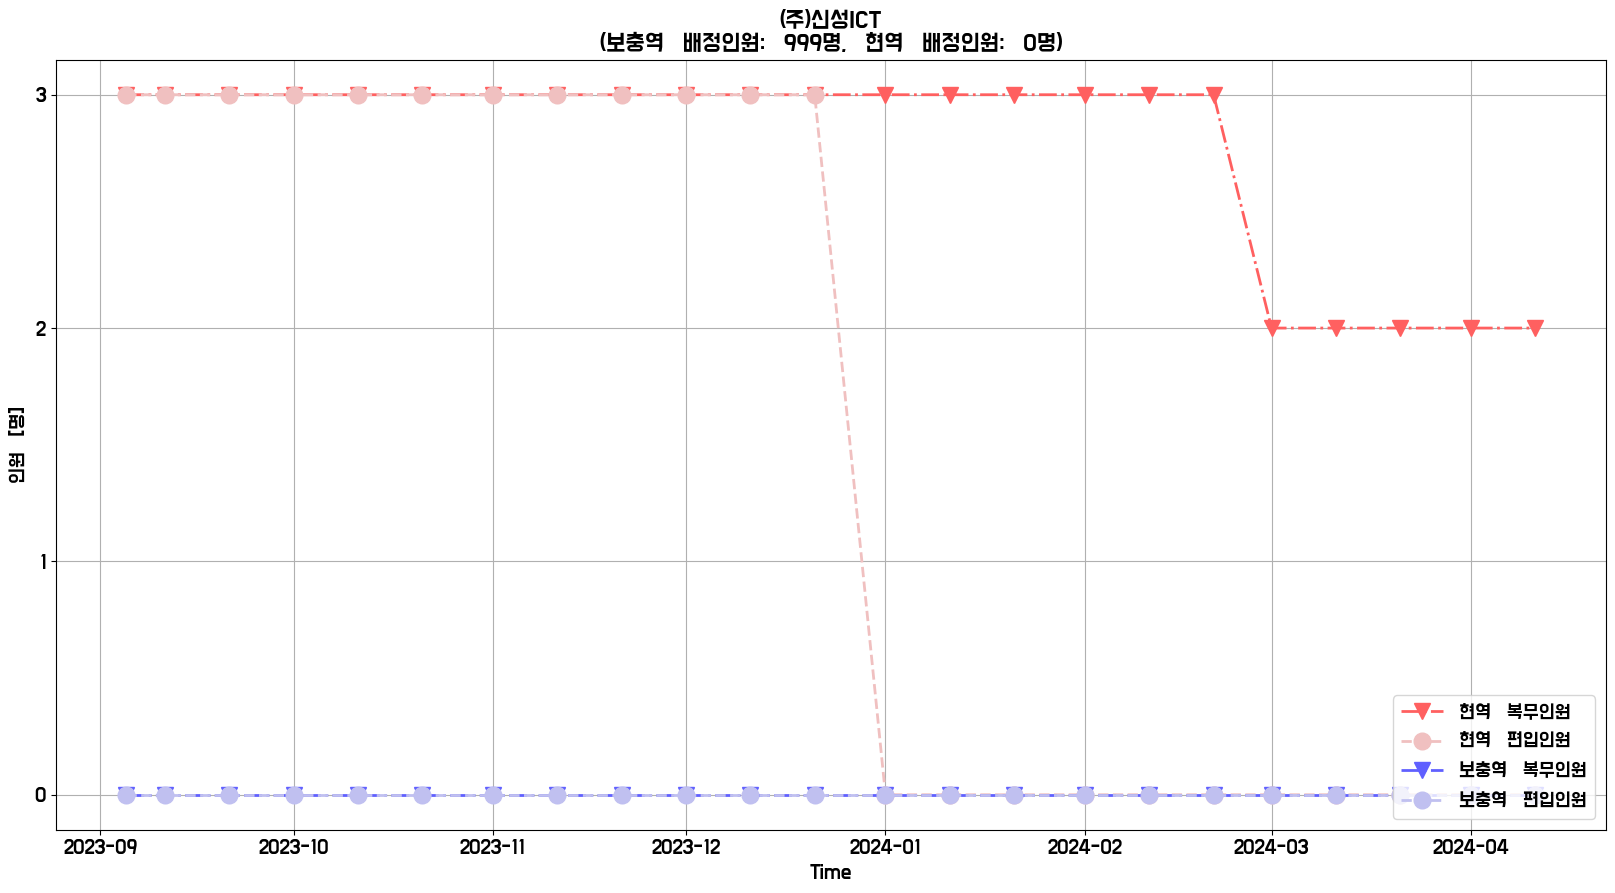 (주)신성ICT
(보충역 배정인원: 999명, 현역 배정인원: 0명)
인원 [명]
3
2
1
0
현역 복무인원
현역 편입인원
보충역 복무인원
보충역 편입인원
2023-09 2023-10 2023-11 2023-12 2024-01 2024-02 2024-03 2024-04
Time